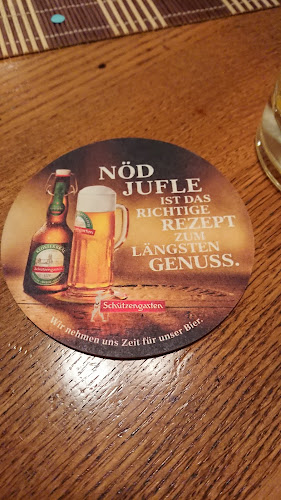 NÖD
JUFLE
IST DAS
RICHTIGE
REZEPT
ZUM
LÄNGSTEN
GENUSS.
Schützengarten
Wir nehmen uns Zeit für unser Bier.